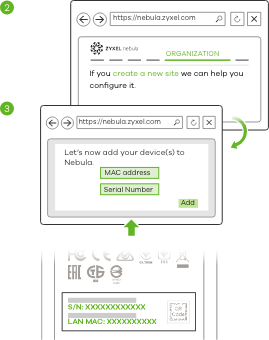 2
https://nebula.zyxel.com
ZYXEL nebula
ORGANIZATION
If you create a new site we can help you
configure it.
3
https://nebula.zyxel.com
Let's now add your device(s) to
Nebula.
MAC address
Serial Number
Add
EAC
S/N: XXXXXXXXXXXX
LAN MAC: XXXXXXXXXX
QR
Code